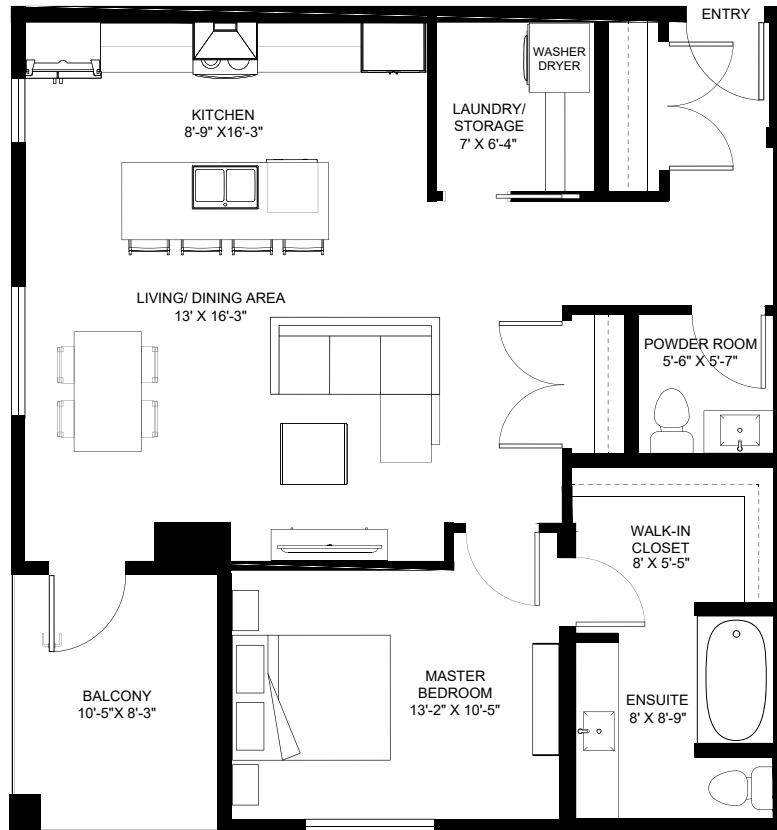 ENTRY
WASHER
DRYER
KITCHEN
8'-9" X16'-3"
LAUNDRY/
STORAGE
7' X 6'-4"
LIVING/ DINING AREA
13' X 16'-3"
POWDER ROOM
5'-6" X 5'-7"
WALK-IN
CLOSET
8' X 5'-5"
MASTER
BEDROOM
13'-2" X 10'-5"
BALCONY
10'-5"X 8'-3"
ENSUITE
8' X 8'-9"